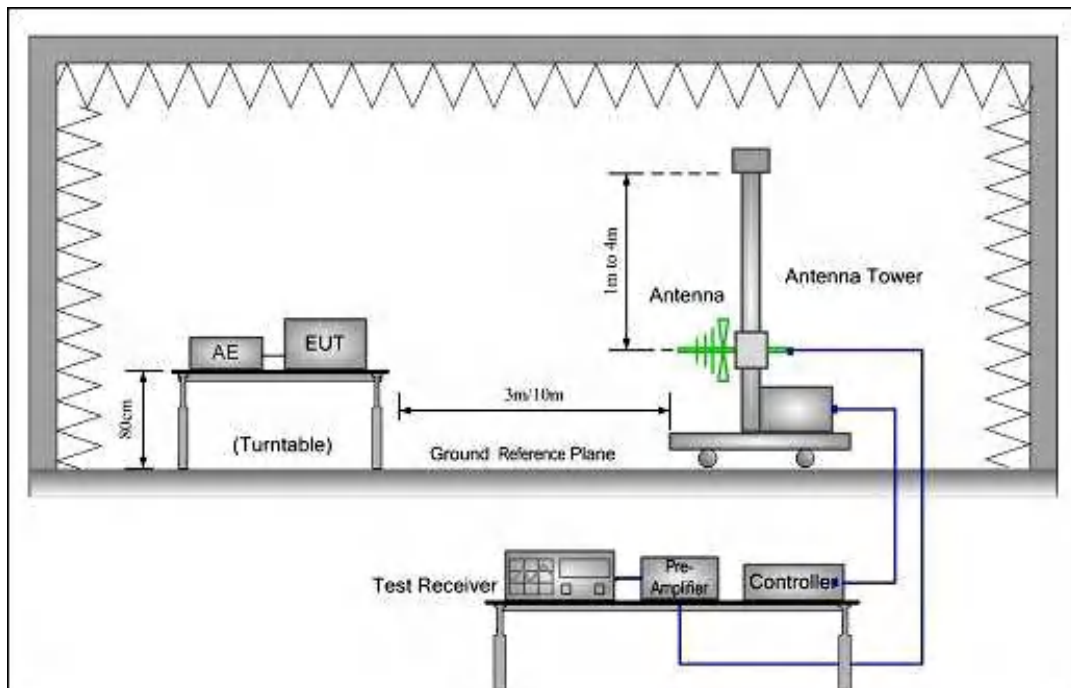 1m to 4m
Antenna
Antenna Tower
AE
EUT
80cm
3m/10m
(Turntable)
Ground Reference Plane
Test Receiver
Pre-
Amplifier
Controller